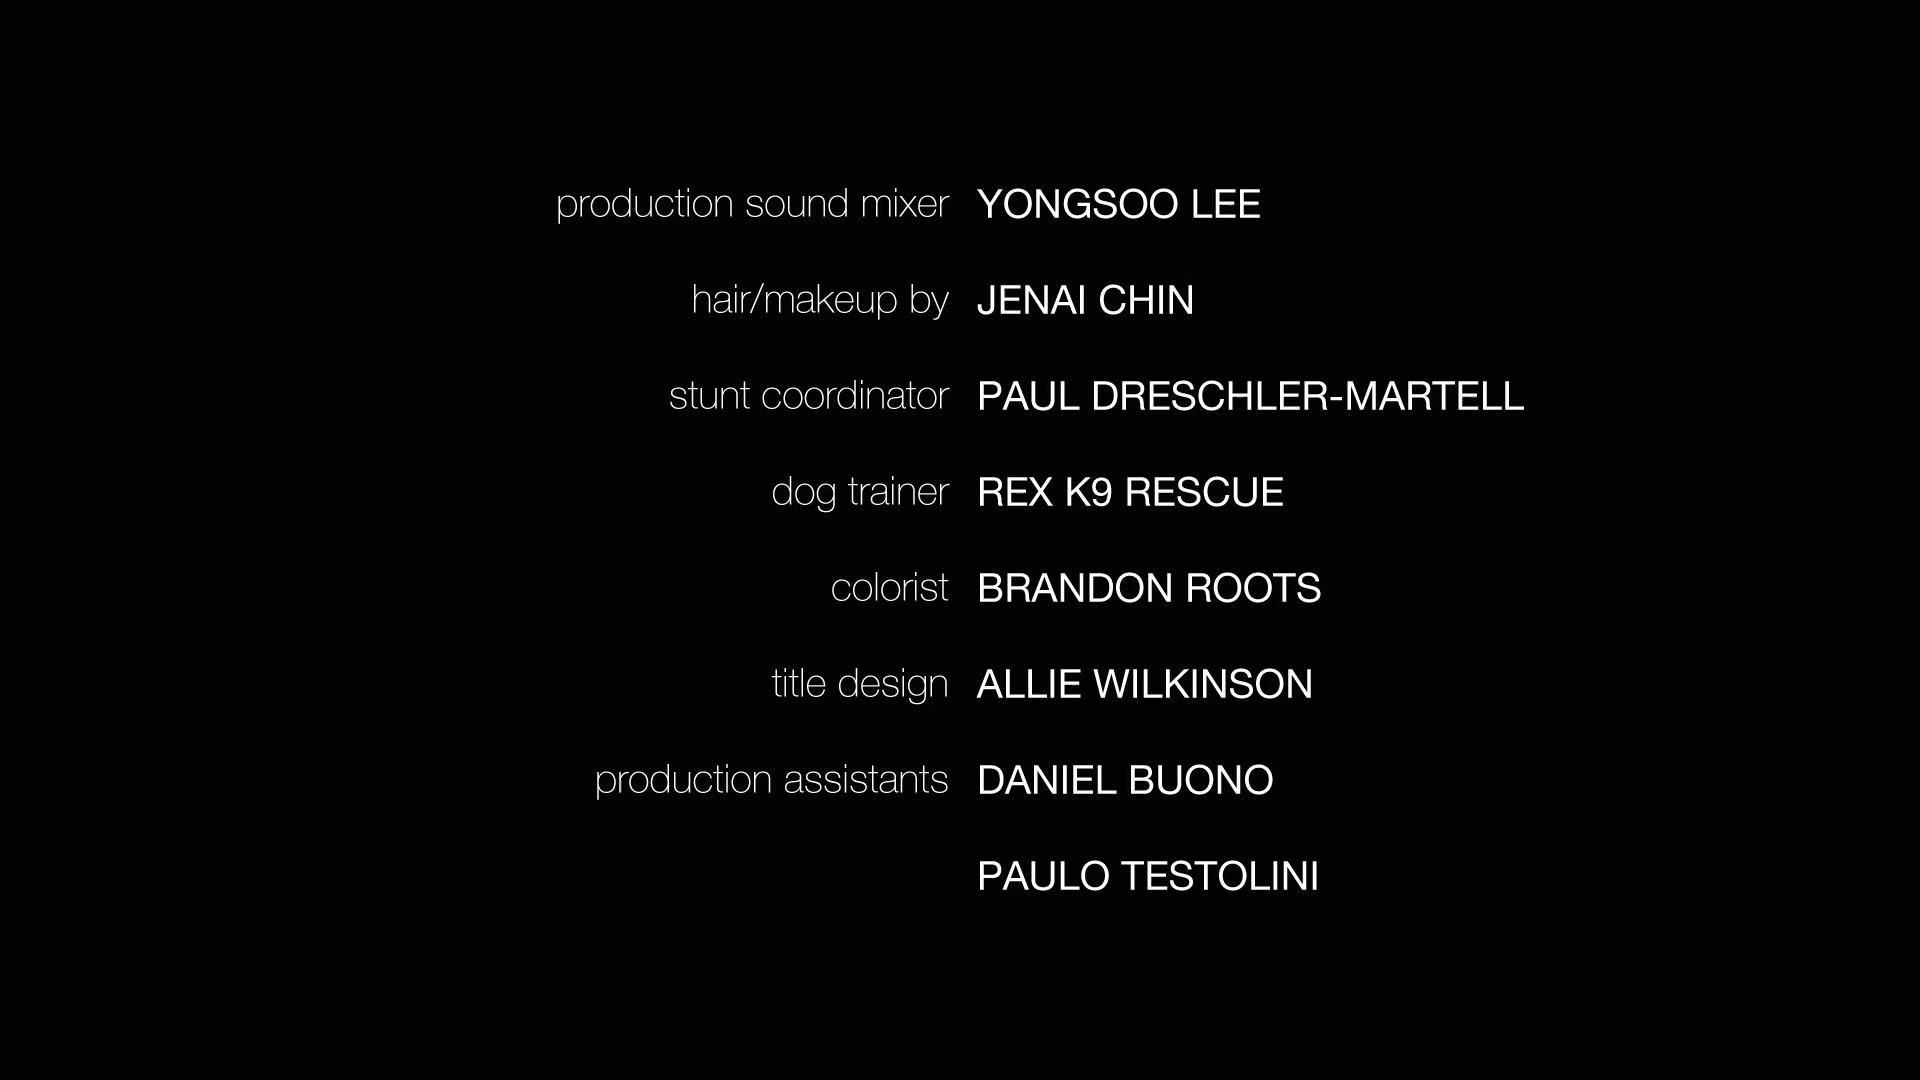 production sound mixer YONGSOO LEE
hair/makeup by JENAI CHIN
stunt coordinator PAUL DRESCHLER-MARTELL
dog trainer REX K9 RESCUE
colorist BRANDON ROOTS
title design ALLIE WILKINSON
production assistants DANIEL BUONO
PAULO TESTOLINI